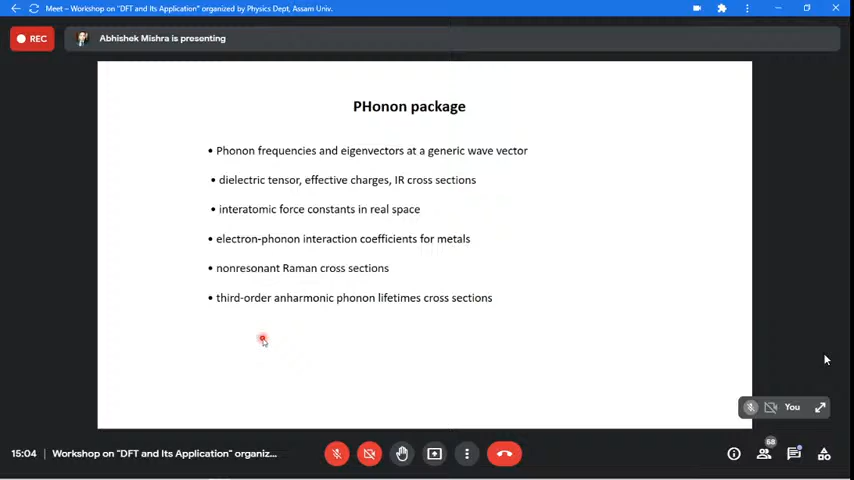 Meet – Workshop on "DFT and Its Application" organized by Physics Dept, Assam Univ.
REC
Abhishek Mishra is presenting
PHonon package
• Phonon frequencies and eigenvectors at a generic wave vector
• dielectric tensor, effective charges, IR cross sections
• interatomic force constants in real space
• electron-phonon interaction coefficients for metals
• nonresonant Raman cross sections
• third-order anharmonic phonon lifetimes cross sections
You
15:04 Workshop on "DFT and Its Application" organiz...
68